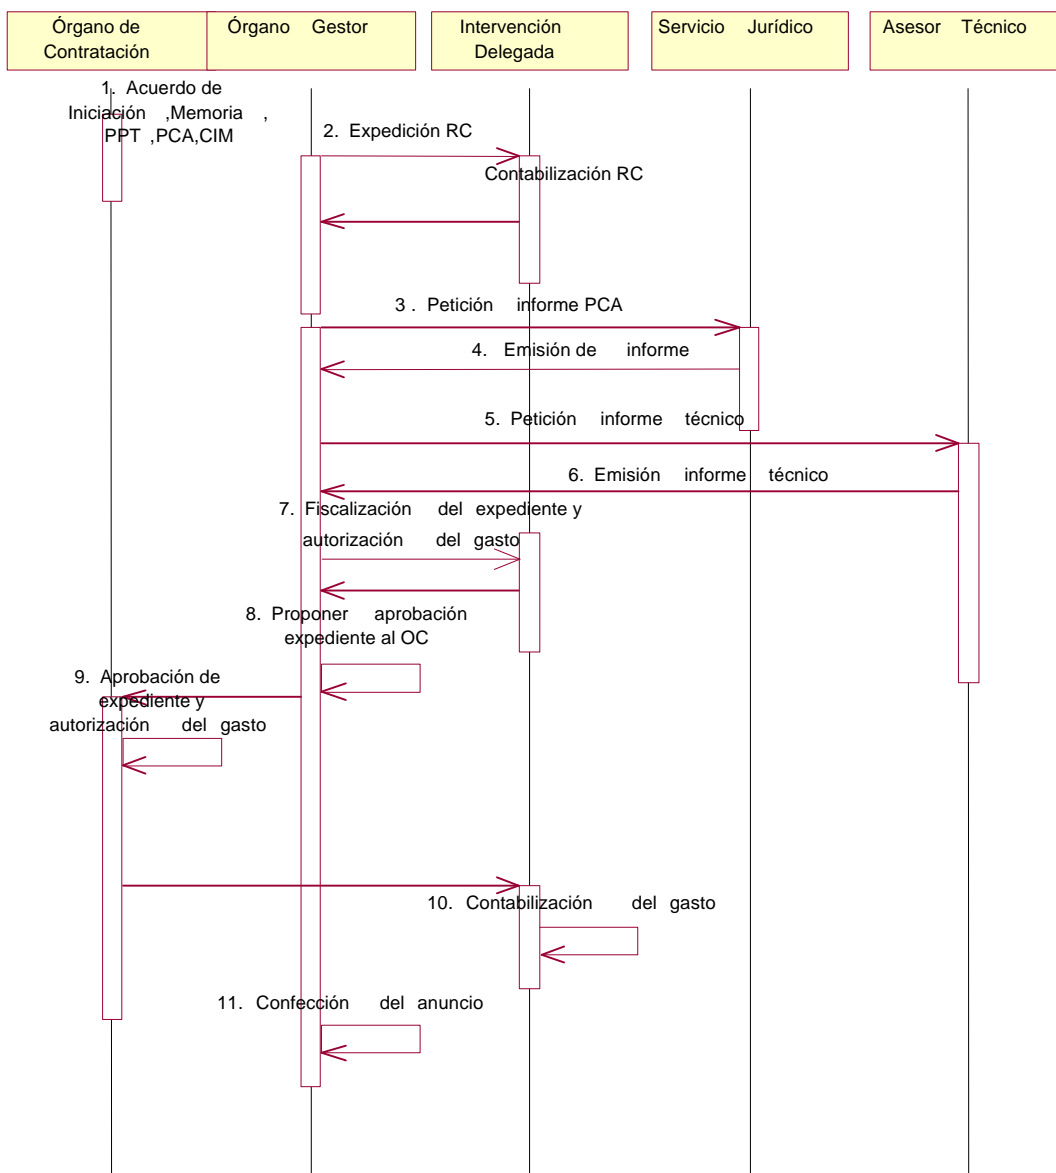 Órgano de
Contratación
Órgano Gestor
Intervención
Delegada
Servicio Jurídico
Asesor Técnico
1. Acuerdo de
Iniciación ,Memoria ,
PPT ,PCA,CIM
2. Expedición RC
Contabilización RC
3 . Petición informe PCA
4. Emisión de informe
5. Petición informe técnico
6. Emisión informe técnico
7. Fiscalización del expediente y
autorización del gasto
8. Proponer aprobación
expediente al OC
9. Aprobación de
expediente y
autorización del gasto
10. Contabilización del gasto
11. Confección del anuncio